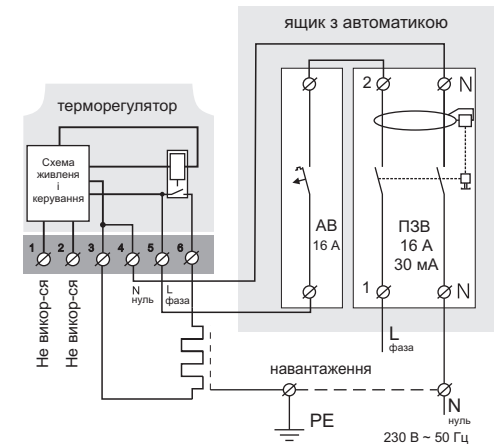 ящик з автоматикою
терморегулятор
Схема
живленя
і
керування
1 2 3 4 5 6
Не викор-ся
Не викор-ся
N
нуль
L
фаза
АВ
16 А
2
N
ПЗВ
16 А
30 мА
1
N
L
фаза
навантаження
PE
N
нуль
230 В ~ 50 Гц